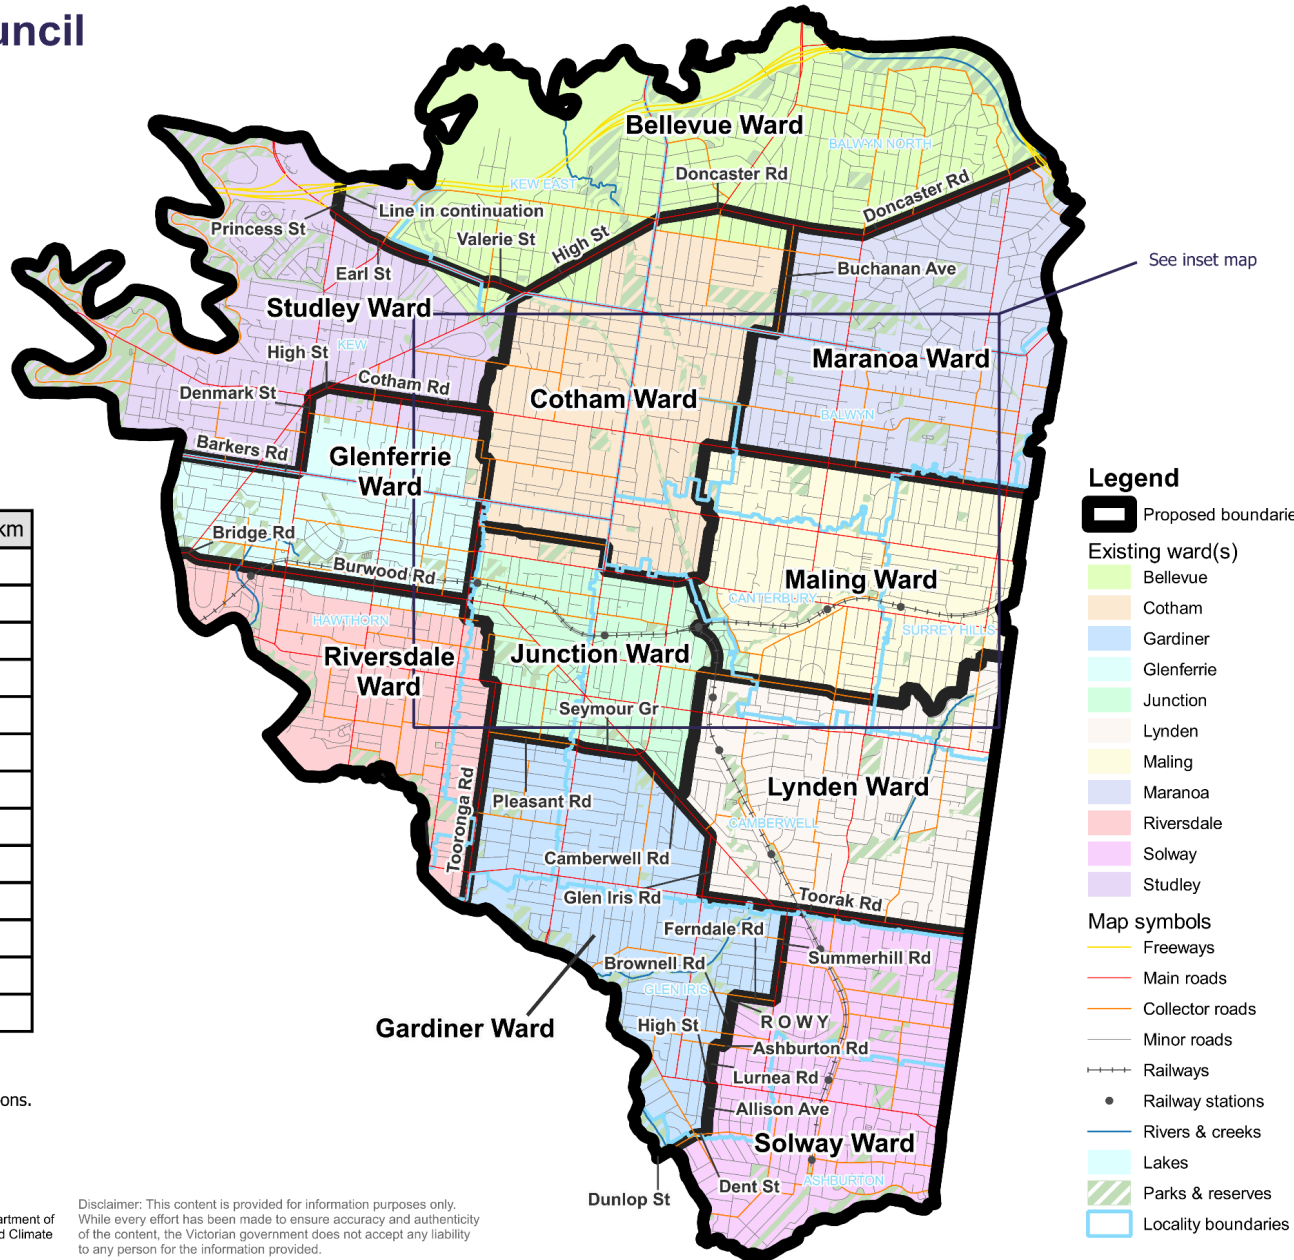 uncil
Bellevue Ward
BALWYN NORTH
Doncaster Rd
KEW EAST
Doncaster Rd
Line in continuation
Princess St
Valerie St
High St
Earl St
Buchanan Ave
See inset map
Studley Ward
High St
KEW
Maranoa Ward
Cotham Rd
Denmark St
Cotham Ward
BALWYN
Barkers Rd
Glenferrie
Ward
km
Bridge Rd
Burwood Rd
Maling Ward
CANTERBURY
HAWTHORN
SURREY HILLS
Riversdale
Ward
Junction Ward
Seymour Gr
Tooronga Rd
Pleasant Rd
Lynden Ward
CAMBERWELL
Camberwell Rd
Glen Iris Rd
Toorak Rd
Ferndale Rd
Summerhill Rd
Brownell Rd
GLEN IRIS
Gardiner Ward
High St
R O W Y
Ashburton Rd
Lurnea Rd
Allison Ave
Solway Ward
Dent St
ASHBURTON
Dunlop St
Legend
Proposed boundarie
Existing ward(s)
Bellevue
Cotham
Gardiner
Glenferrie
Junction
Lynden
Maling
Maranoa
Riversdale
Solway
Studley
Map symbols
Freeways
Main roads
Collector roads
Minor roads
Railways
Railway stations
Rivers & creeks
Lakes
Parks & reserves
Locality boundaries
ons.
artment of
d Climate
Disclaimer: This content is provided for information purposes only.
While every effort has been made to ensure accuracy and authenticity
of the content, the Victorian government does not accept any liability
to any person for the information provided.